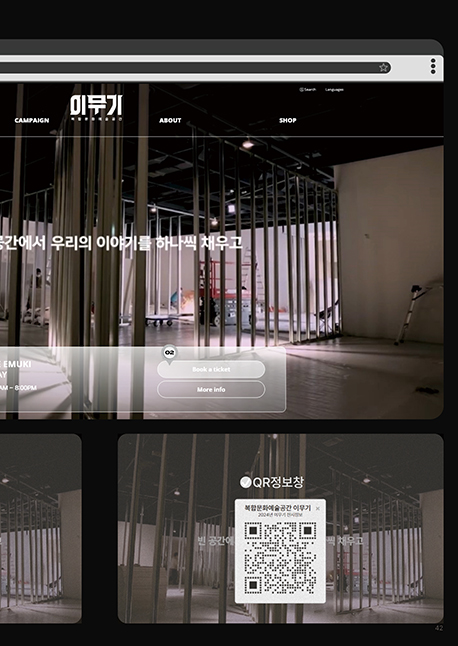 Search Languages
이무기
복합문화예술공간
CAMPAIGN ABOUT SHOP
공간에서 우리의 이야기를 하나씩 채우고
EMUKI
AY
AM – 8:00PM
02
Book a ticket
More info
QR정보창
복합문화예술공간 이무기 ×
2024년 이무기 전시정보
빈 공간에 씩 채우고
42